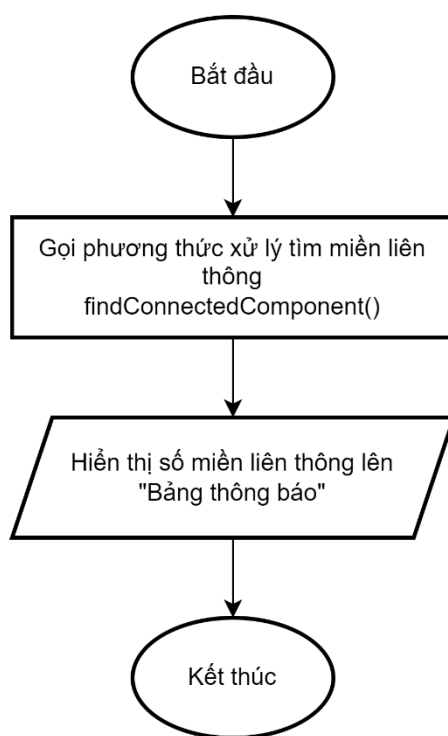 Bắt đầu
Gọi phương thức xử lý tìm miền liên
thông
findConnectedComponent()
Hiển thị số miền liên thông lên
"Bảng thông báo"
Kết thúc